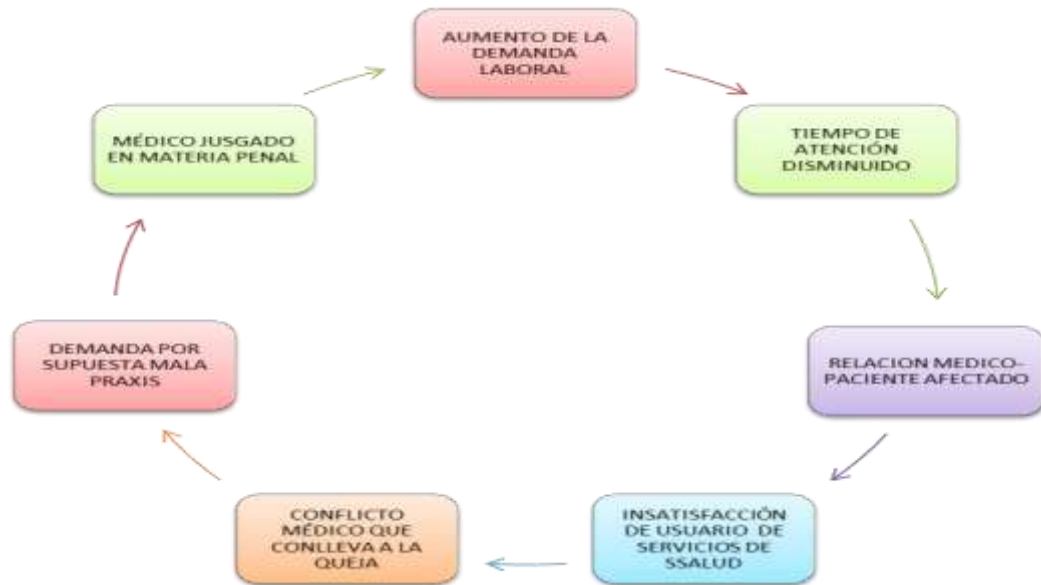 AUMENTO DE LA
DEMANDA
LABORAL
TIEMPO DE
ATENCIÓN
DISMINUIDO
RELACION MEDICO-
PACIENTE AFECTADO
INSATISFACCIÓN
DE USUARIO DE
SERVICIOS DE
SSALUD
CONFLICTO
MÉDICO QUE
CONLLEVA A LA
QUEJA
DEMANDA POR
SUPUESTA MALA
PRAXIS
MÉDICO JUSGADO
EN MATERIA PENAL